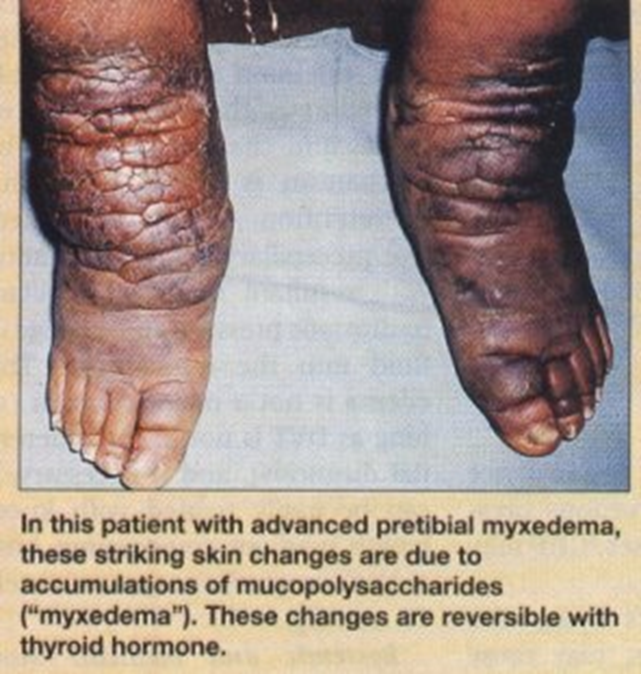 In this patient with advanced pretibial myxedema,
these striking skin changes are due to
accumulations of mucopolysaccharides
("myxedema"). These changes are reversible with
thyroid hormone.